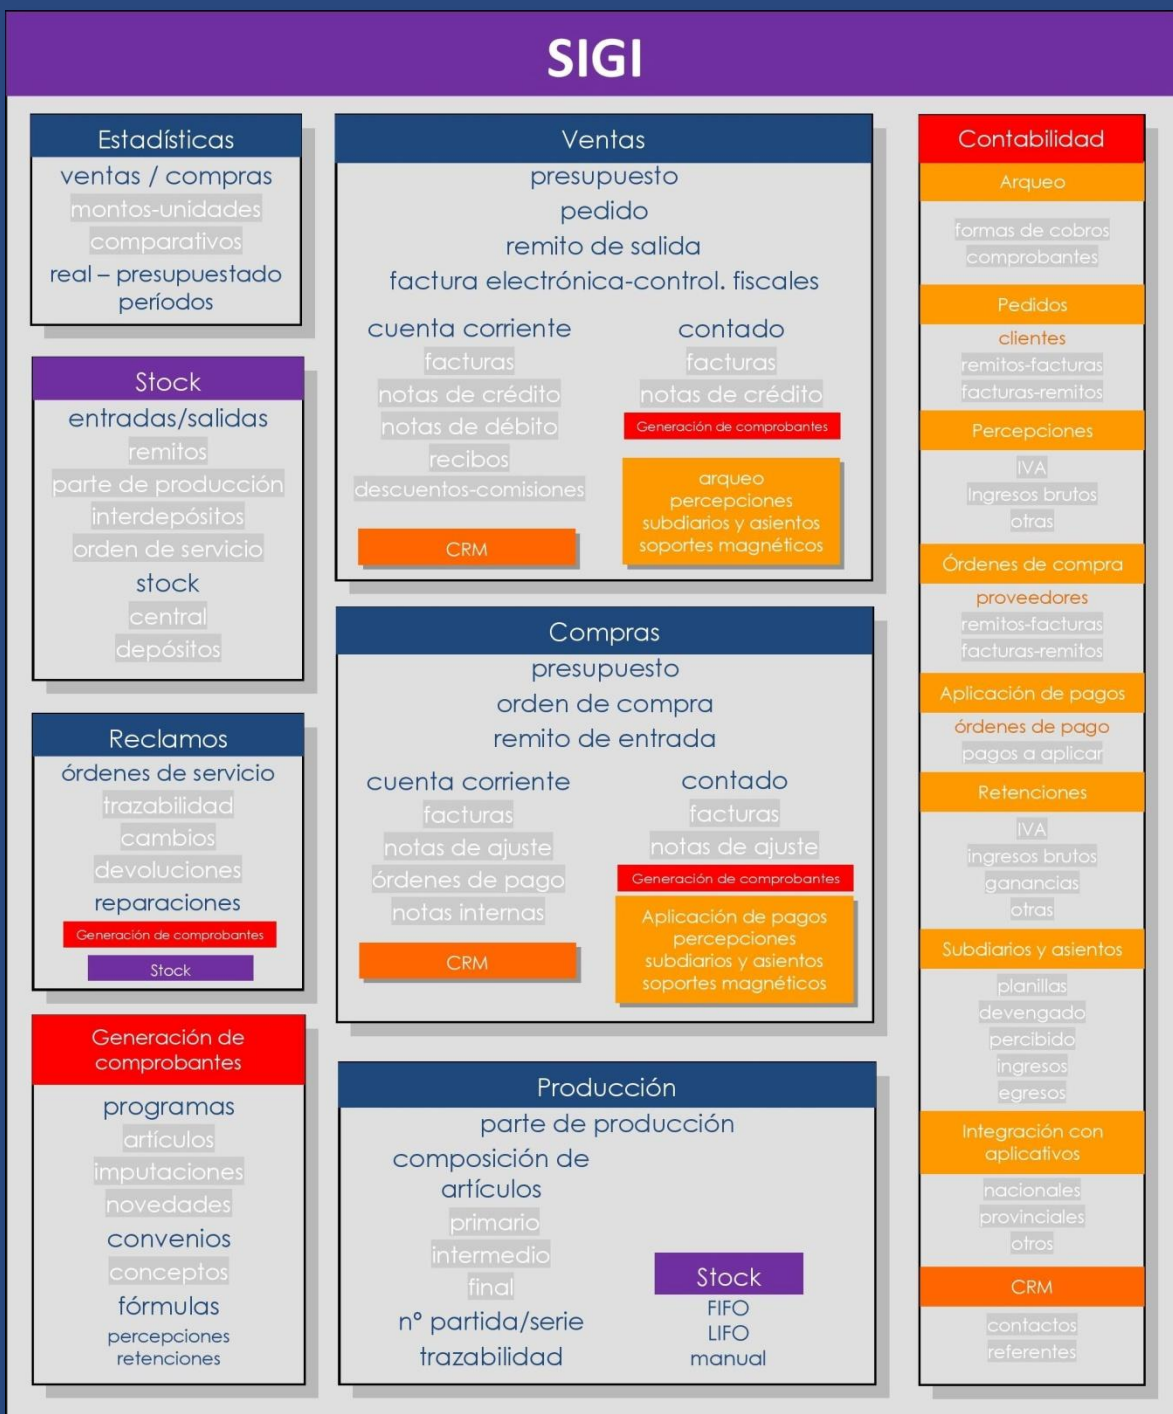 SIGI
Estadísticas
ventas / compras
montos-unidades
comparativos
real – presupuestado
períodos
Stock
entradas/salidas
remitos
parte de producción
interdepósitos
orden de servicio
stock
central
depósitos
Reclamos
órdenes de servicio
trazabilidad
cambios
devoluciones
reparaciones
Generación de comprobantes
Stock
Generación de
comprobantes
programas
artículos
imputaciones
novedades
convenios
conceptos
fórmulas
percepciones
retenciones
Ventas
presupuesto
pedido
remito de salida
factura electrónica-control. fiscales
cuenta corriente
facturas
notas de crédito
notas de débito
recibos
descuentos-comisiones
CRM
contado
facturas
notas de crédito
Generación de comprobantes
arqueo
percepciones
subdiarios y asientos
soportes magnéticos
Compras
presupuesto
orden de compra
remito de entrada
cuenta corriente
facturas
notas de ajuste
órdenes de pago
notas internas
CRM
contado
facturas
notas de ajuste
Generación de comprobantes
Aplicación de pagos
percepciones
subdiarios y asientos
soportes magnéticos
Producción
parte de producción
composición de
artículos
primario
intermedio
final
nº partida/serie
trazabilidad
Stock
FIFO
LIFO
manual
Contabilidad
Arqueo
formas de cobros
comprobantes
Pedidos
clientes
remitos-facturas
facturas-remitos
Percepciones
IVA
Ingresos brutos
otras
Órdenes de compra
proveedores
remitos-facturas
facturas-remitos
Aplicación de pagos
órdenes de pago
pagos a aplicar
Retenciones
IVA
ingresos brutos
ganancias
otras
Subdiarios y asientos
planillas
devengado
percibido
ingresos
egresos
Integración con
aplicativos
nacionales
provinciales
otros
CRM
contactos
referentes